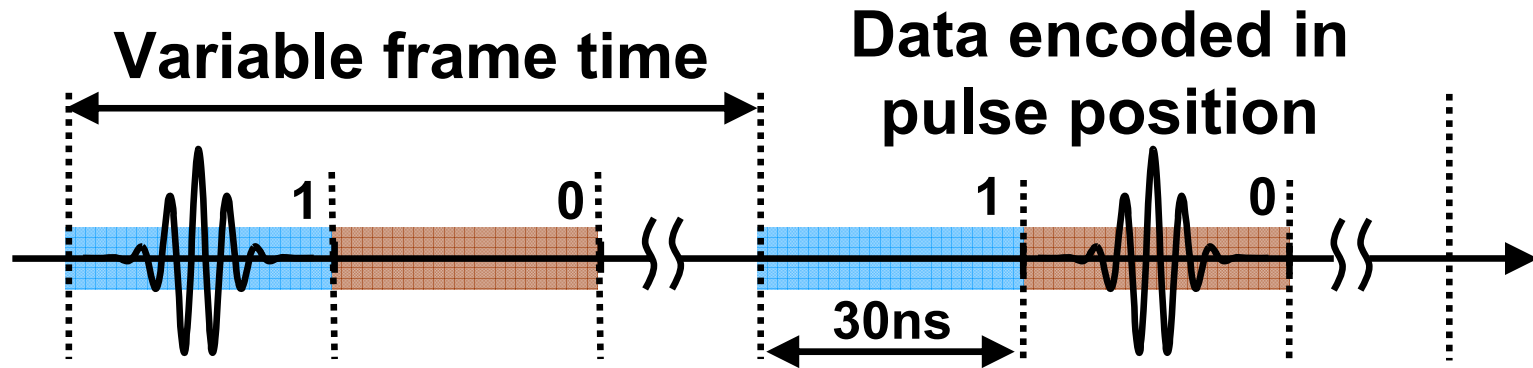 Variable frame time
Data encoded in
pulse position
1
0
1
0
30ns